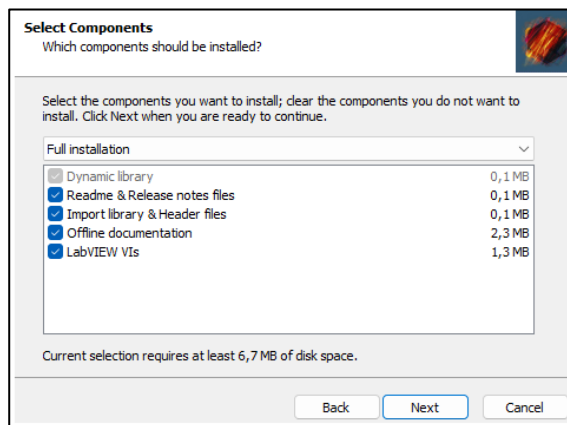 Select Components
Which components should be installed?
Select the components you want to install; clear the components you do not want to
install. Click Next when you are ready to continue.
Full installation
Dynamic library 0,1 MB
Readme & Release notes files 0,1 MB
Import library & Header files 0,1 MB
Offline documentation 2,3 MB
LabVIEW VIs 1,3 MB
Current selection requires at least 6,7 MB of disk space.
Back Next Cancel